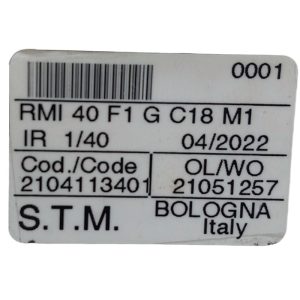 0001
RMI 40 F1 G C18 M1
IR 1/40 04/2022
Cod./Code OL/WO
2104113401 21051257
S.T.M. BOLOGNA
Italy